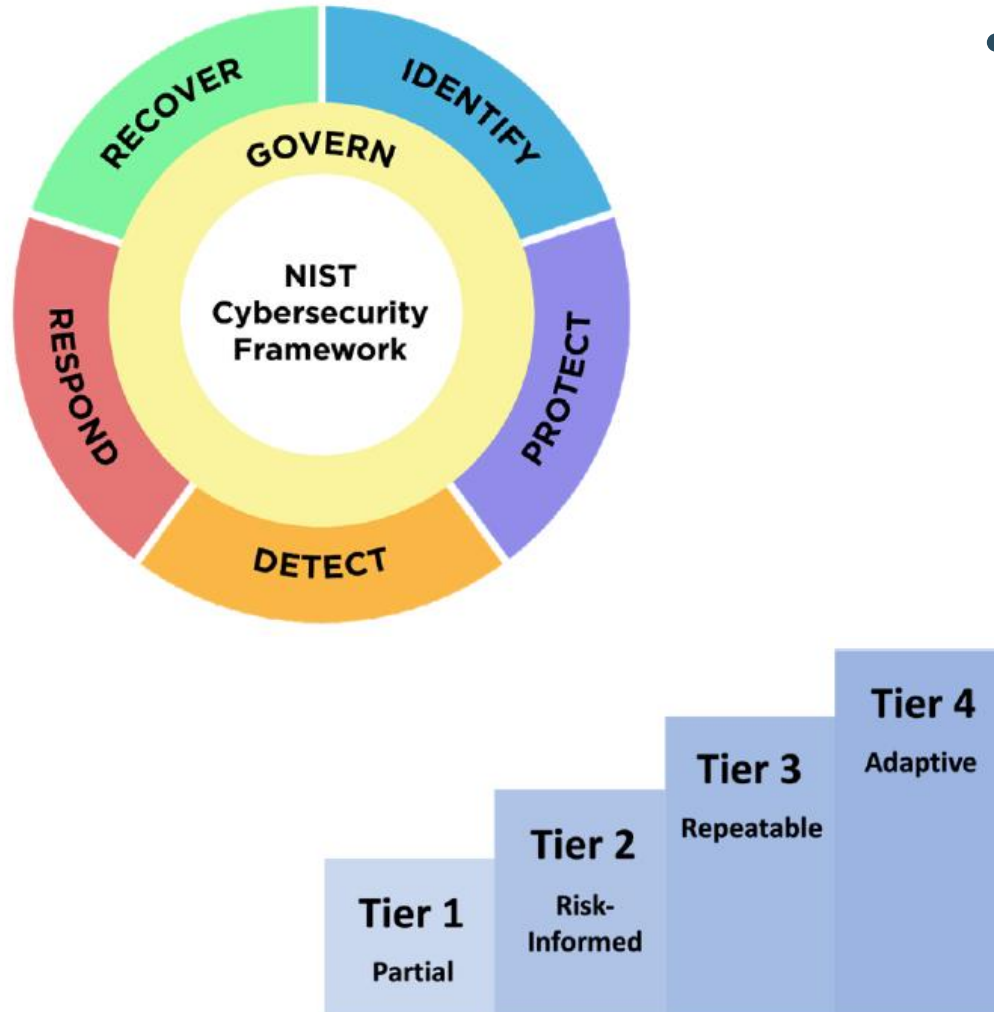 RECOVER
IDENTIFY
GOVERN
NIST
Cybersecurity
Framework
RESPOND
PROTECT
DETECT
Tier 4
Adaptive
Tier 3
Repeatable
Tier 2
Risk-
Informed
Tier 1
Partial